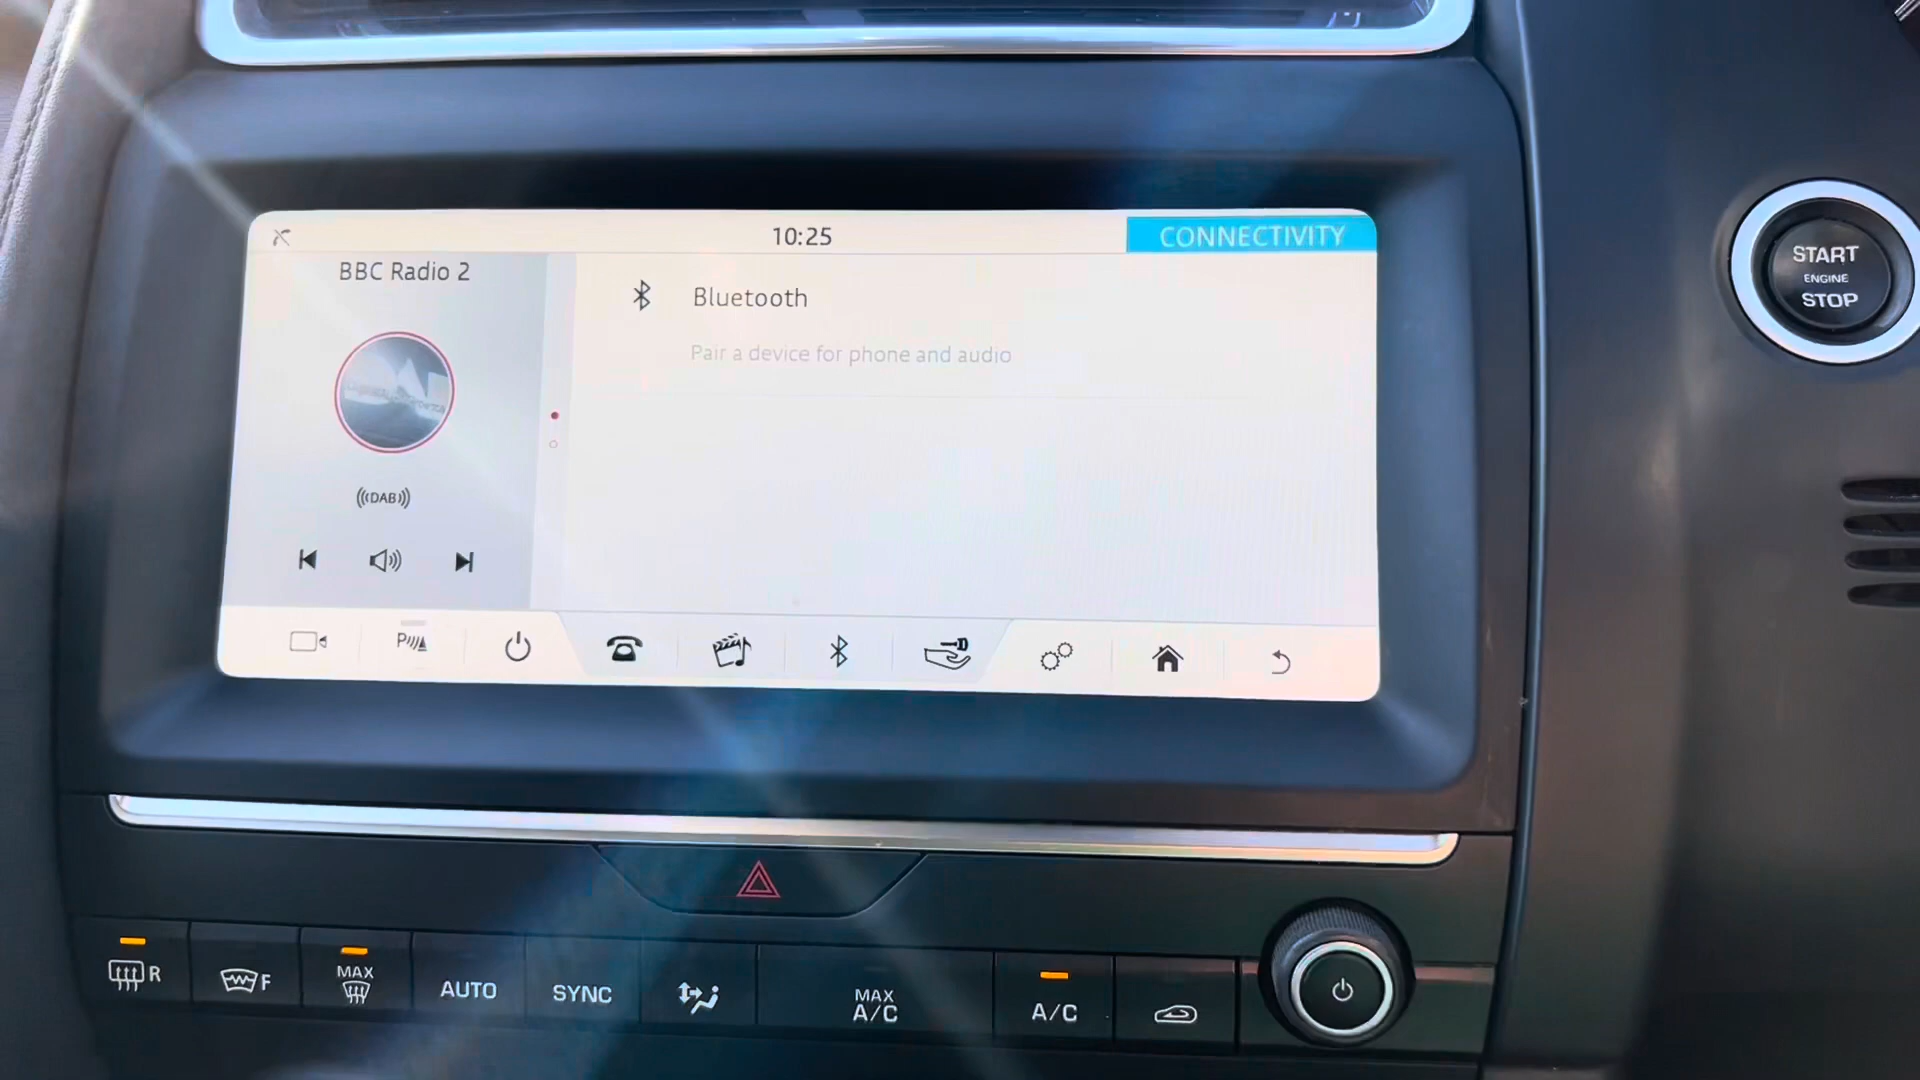 10:25
CONNECTIVITY
BBC Radio 2
Bluetooth
Pair a device for phone and audio
DAB
P
START
ENGINE
STOP
R
F
MAX
AUTO
SYNC
MAX
A/C
A/C